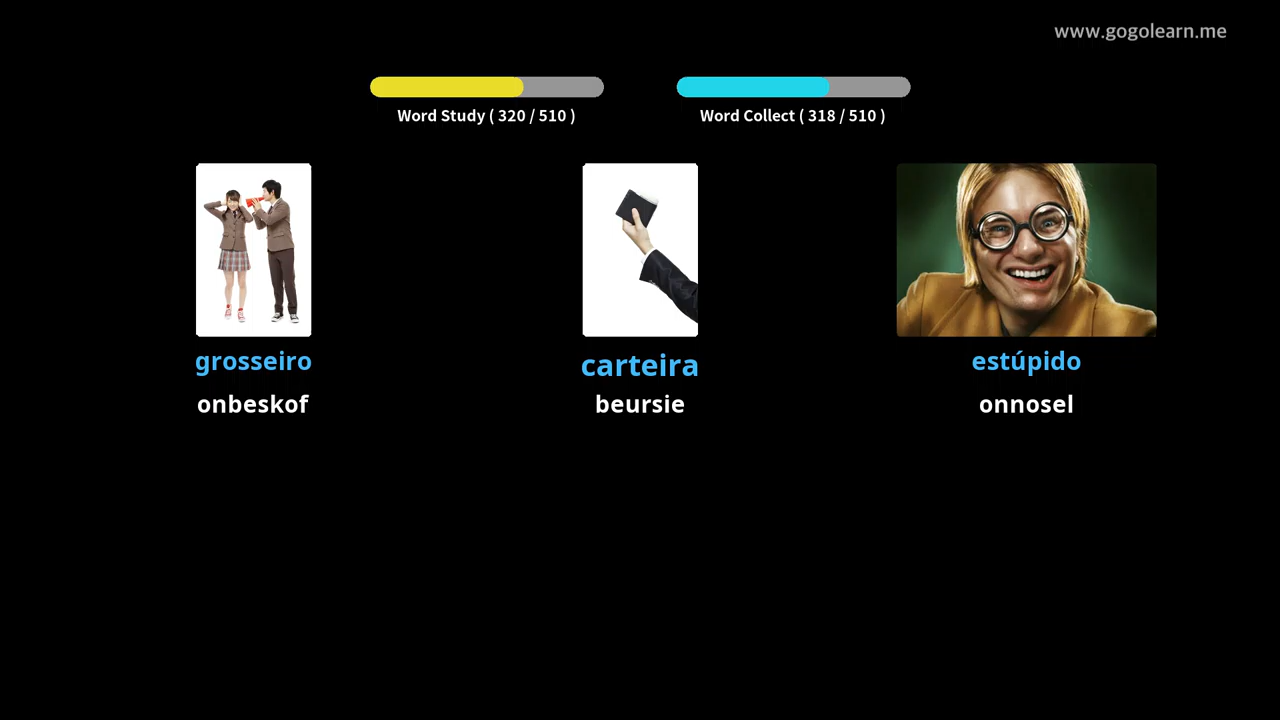 www.gogolearn.me
Word Study ( 320 / 510 )
Word Collect ( 318 / 510 )
grosseiro
carteira
estúpido
onbeskof
beursie
onnosel